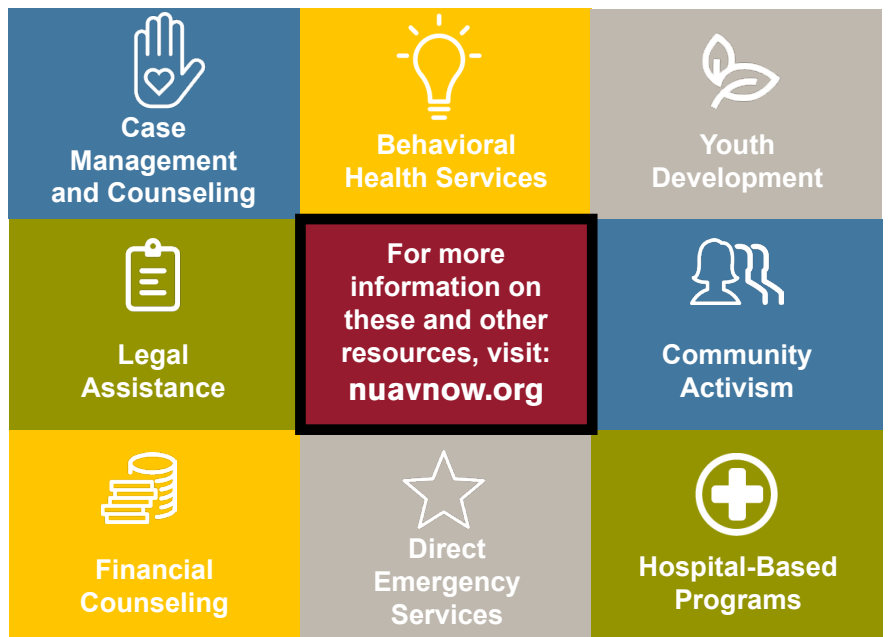 Case
Management
and Counseling
Behavioral
Health Services
Youth
Development
Legal
Assistance
For more
information on
these and other
resources, visit:
nuavnow.org
Community
Activism
Financial
Counseling
Direct
Emergency
Services
Hospital-Based
Programs